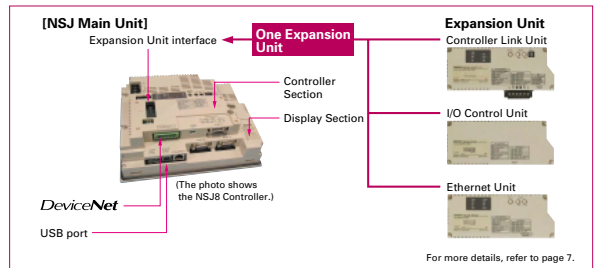 [NSJ Main Unit]
Expansion Unit interface
One Expansion
Unit
Expansion Unit
Controller Link Unit
Controller
Section
Display Section
I/O Control Unit
(The photo shows
the NSJ8 Controller.)
DeviceNet
USB port
Ethernet Unit
For more details, refer to page 7.